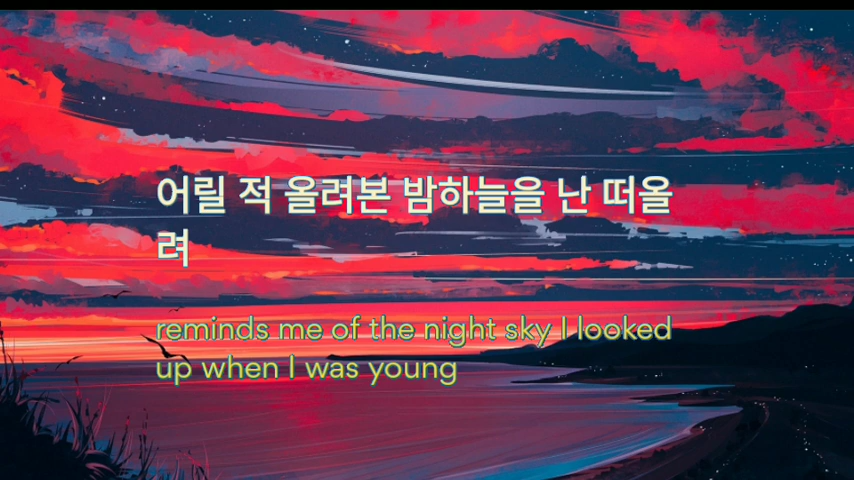 어릴 적 올려본 밤하늘을 난 떠올
려
reminds me of the night sky I looked
up when I was young